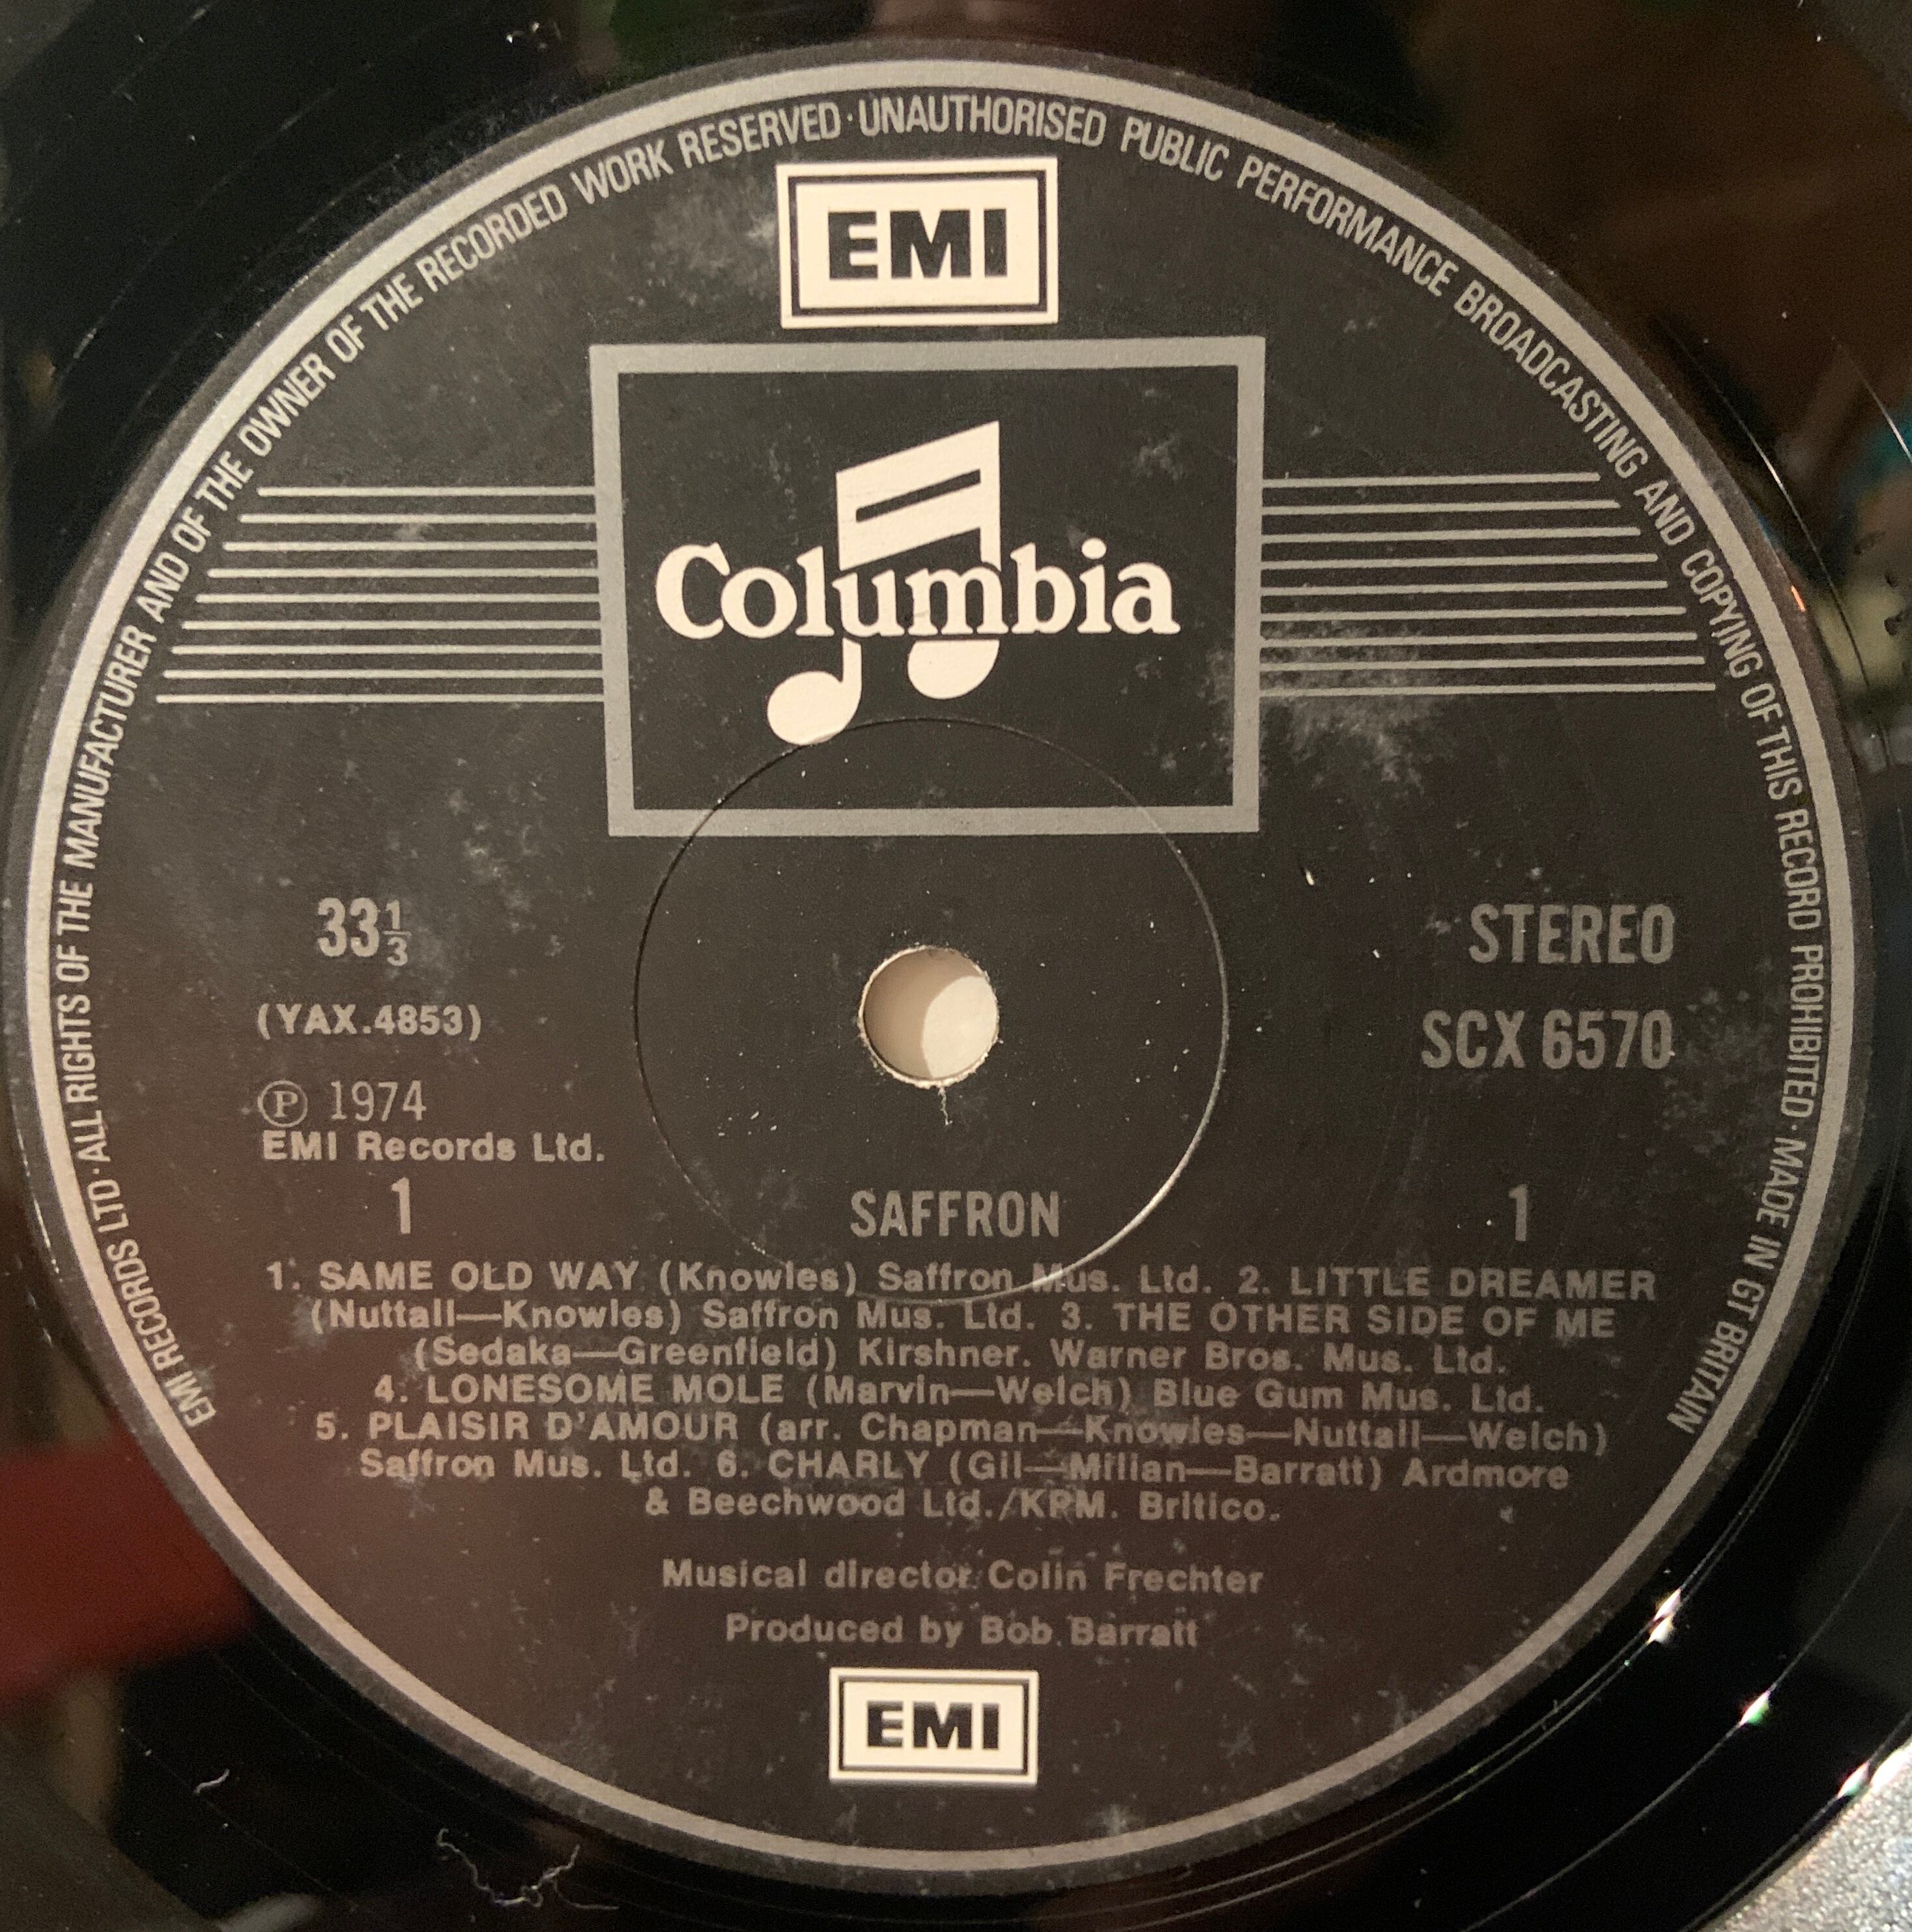 EMI RECORDS LTD · ALL RIGHTS OF THE MANUFACTURER AND OF THE OWNER OF THE RECORDED WORK RESERVED · UNAUTHORISED PUBLIC PERFORMANCE BROADCASTING AND COPYING OF THIS RECORD PROHIBITED · MADE IN GT BRITAIN
EMI
Columbia
33⅓
STEREO
(YAX.4853)
SCX 6570
Ⓟ 1974
EMI Records Ltd.
1
SAFFRON
1
1. SAME OLD WAY (Knowles) Saffron Mus. Ltd. 2. LITTLE DREAMER
(Nuttall—Knowles) Saffron Mus. Ltd. 3. THE OTHER SIDE OF ME
(Sedaka—Greenfield) Kirshner. Warner Bros. Mus. Ltd.
4. LONESOME MOLE (Marvin—Welch) Blue Gum Mus. Ltd.
5. PLAISIR D'AMOUR (arr. Chapman—Knowles—Nuttall—Welch)
Saffron Mus. Ltd. 6. CHARLY (Gil—Milian—Barratt) Ardmore
& Beechwood Ltd./KPM. Britico.
Musical director Colin Frechter
Produced by Bob Barratt
EMI